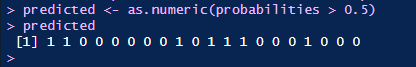 > predicted <- as.numeric(probabilities > 0.5)
> predicted
 [1] 1 1 0 0 0 0 0 0 1 0 1 1 1 0 0 0 1 0 0 0
>